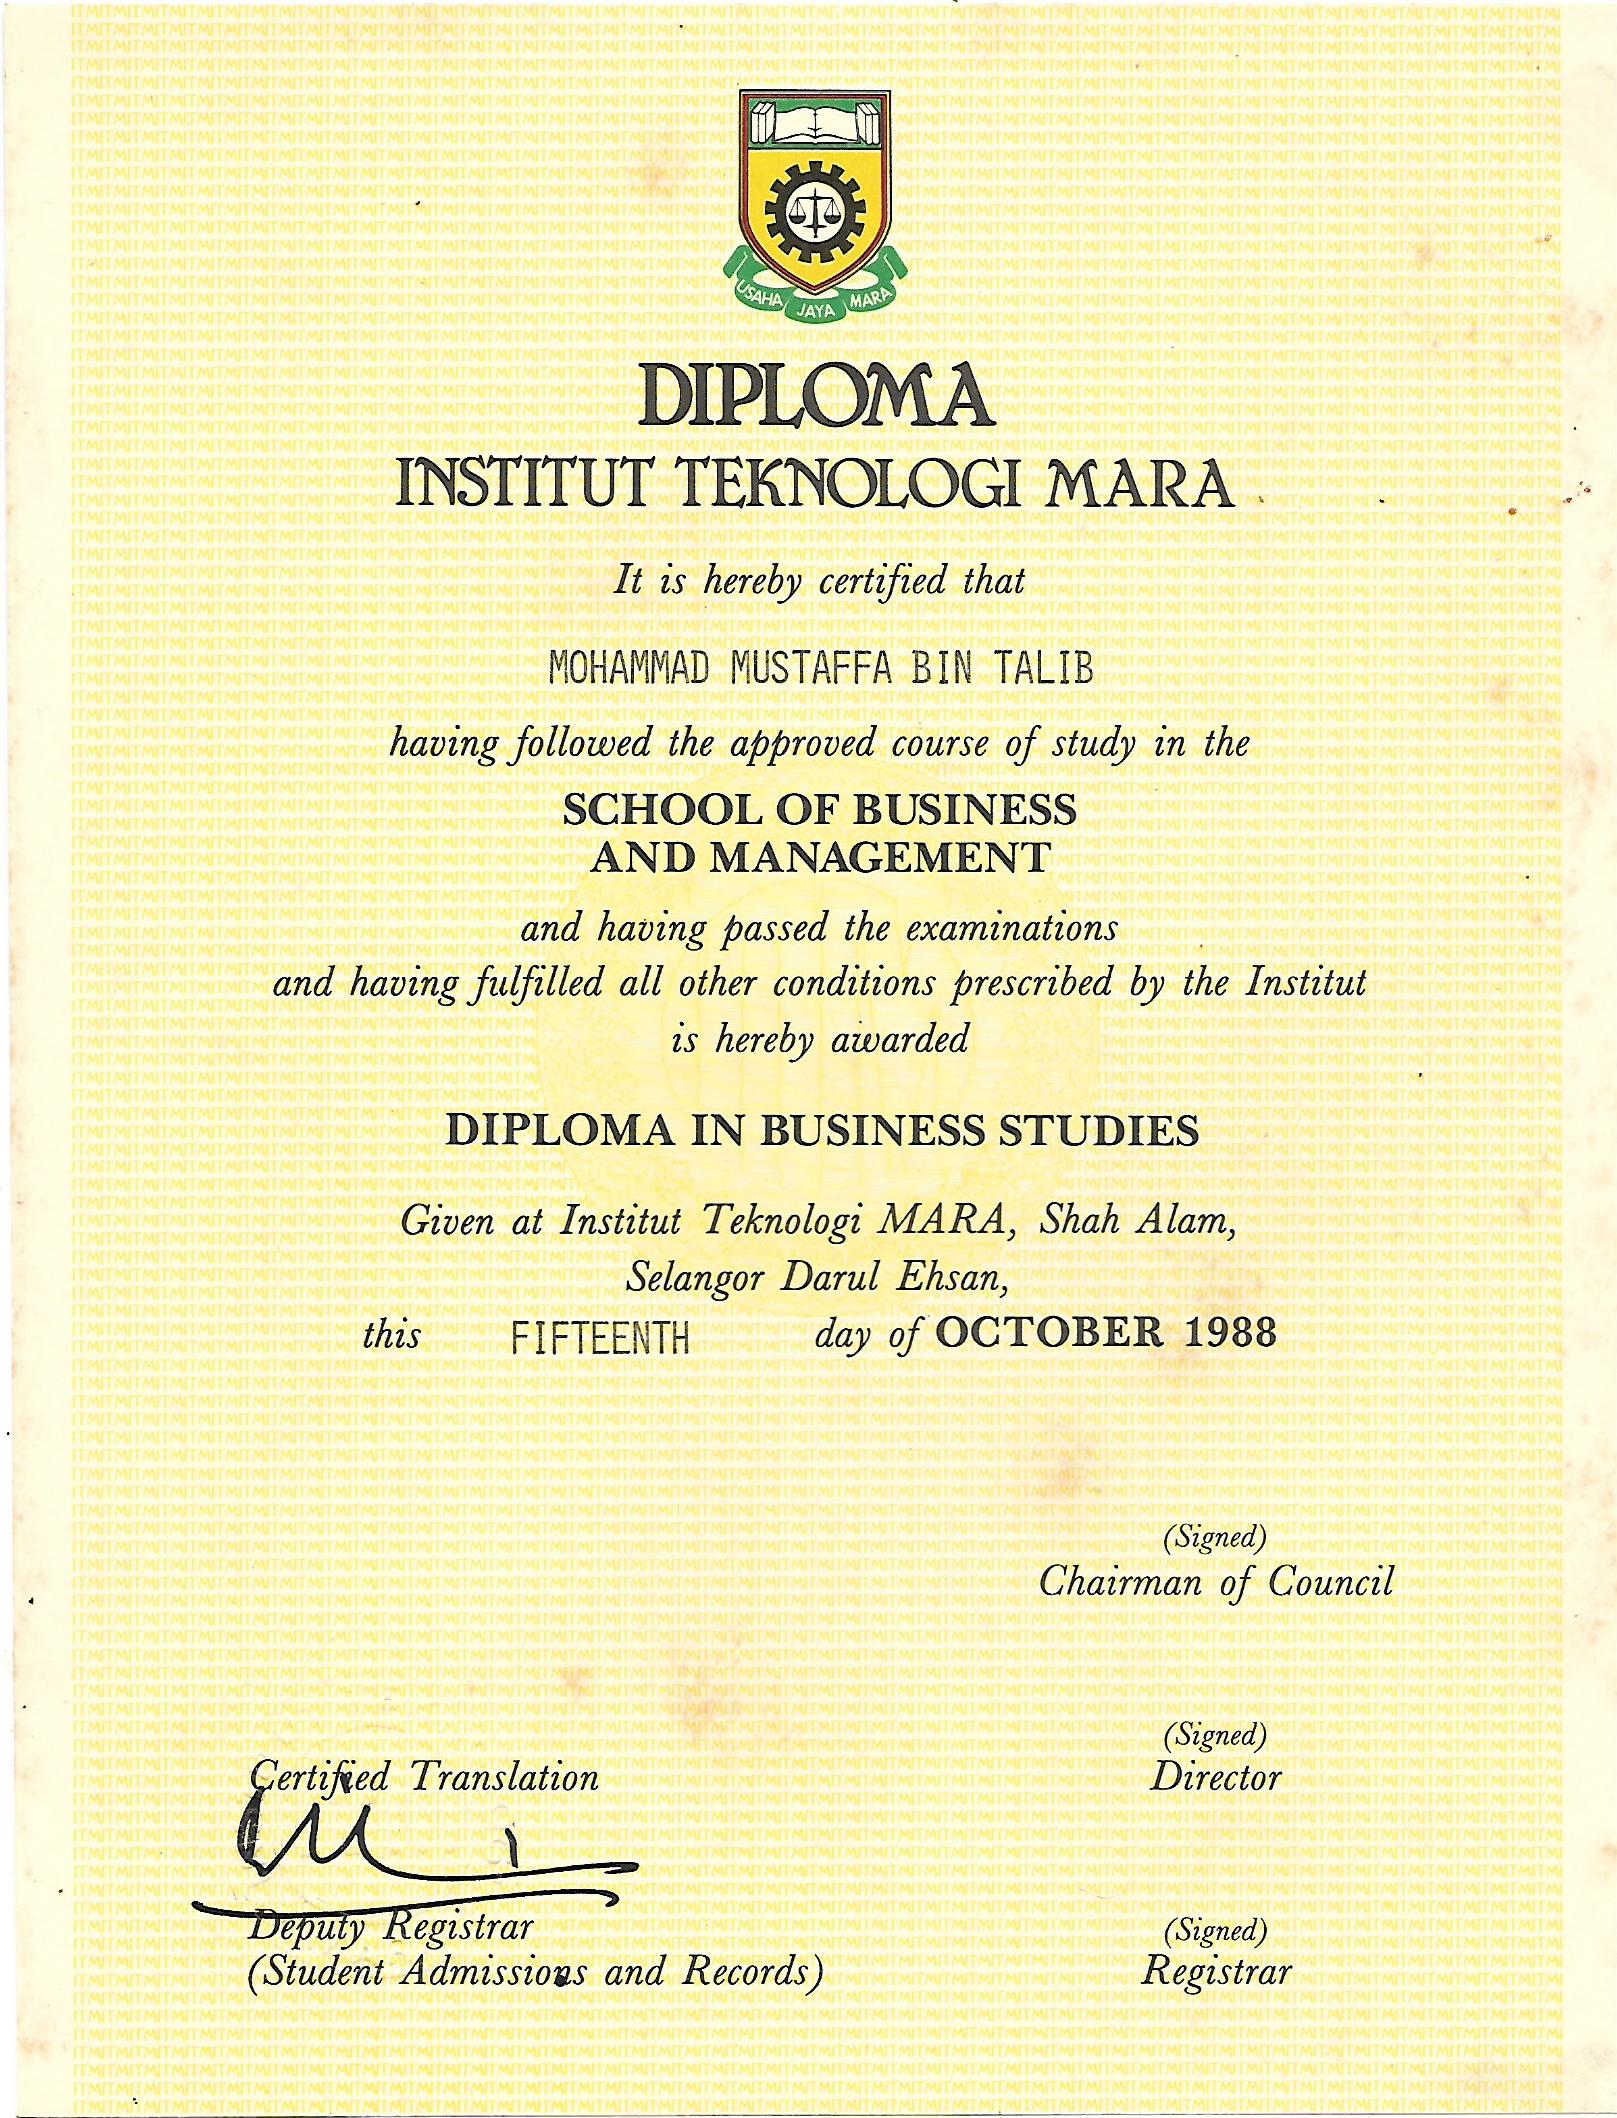 USAHA JAYA MARA
DIPLOMA
INSTITUT TEKNOLOGI MARA
It is hereby certified that
MOHAMMAD MUSTAFFA BIN TALIB
having followed the approved course of study in the
SCHOOL OF BUSINESS
AND MANAGEMENT
and having passed the examinations
and having fulfilled all other conditions prescribed by the Institut
is hereby awarded
DIPLOMA IN BUSINESS STUDIES
Given at Institut Teknologi MARA, Shah Alam,
Selangor Darul Ehsan,
this FIFTEENTH day of OCTOBER 1988
(Signed)
Chairman of Council
(Signed)
Director
Certified Translation
Deputy Registrar
(Student Admissions and Records)
(Signed)
Registrar